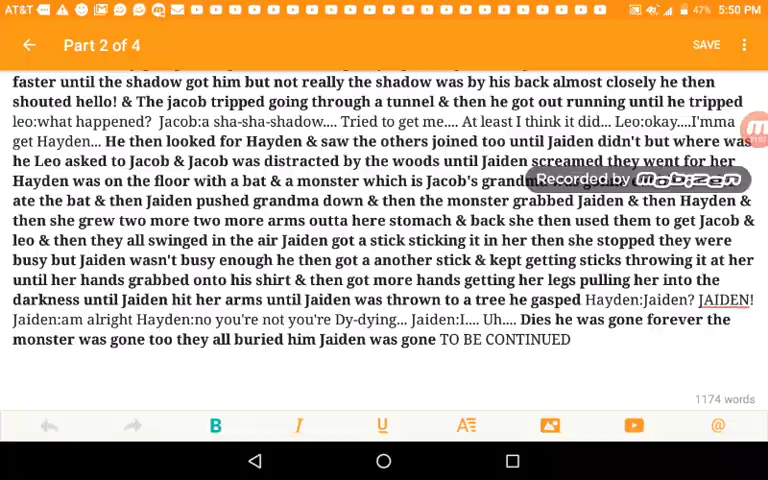 AT&T 47% 5:50 PM
Part 2 of 4 SAVE
faster until the shadow got him but not really the shadow was by his back almost closely he then
shouted hello! & The jacob tripped going through a tunnel & then he got out running until he tripped
leo:what happened? Jacob:a sha-sha-shadow.... Tried to get me.... At least I think it did... Leo:okay....I'mma
get Hayden... He then looked for Hayden & saw the others joined too until Jaiden didn't but where was
he Leo asked to Jacob & Jacob was distracted by the woods until Jaiden screamed they went for her
Hayden was on the floor with a bat & a monster which is Jacob's grandma
Recorded by mobizen
ate the bat & then Jaiden pushed grandma down & then the monster grabbed Jaiden & then Hayden &
then she grew two more two more arms outta here stomach & back she then used them to get Jacob &
leo & then they all swinged in the air Jaiden got a stick sticking it in her then she stopped they were
busy but Jaiden wasn't busy enough he then got a another stick & kept getting sticks throwing it at her
until her hands grabbed onto his shirt & then got more hands getting her legs pulling her into the
darkness until Jaiden hit her arms until Jaiden was thrown to a tree he gasped Hayden:Jaiden? JAIDEN!
Jaiden:am alright Hayden:no you're not you're Dy-dying... Jaiden:I.... Uh.... Dies he was gone forever the
monster was gone too they all buried him Jaiden was gone TO BE CONTINUED
1174 words
B I U A @